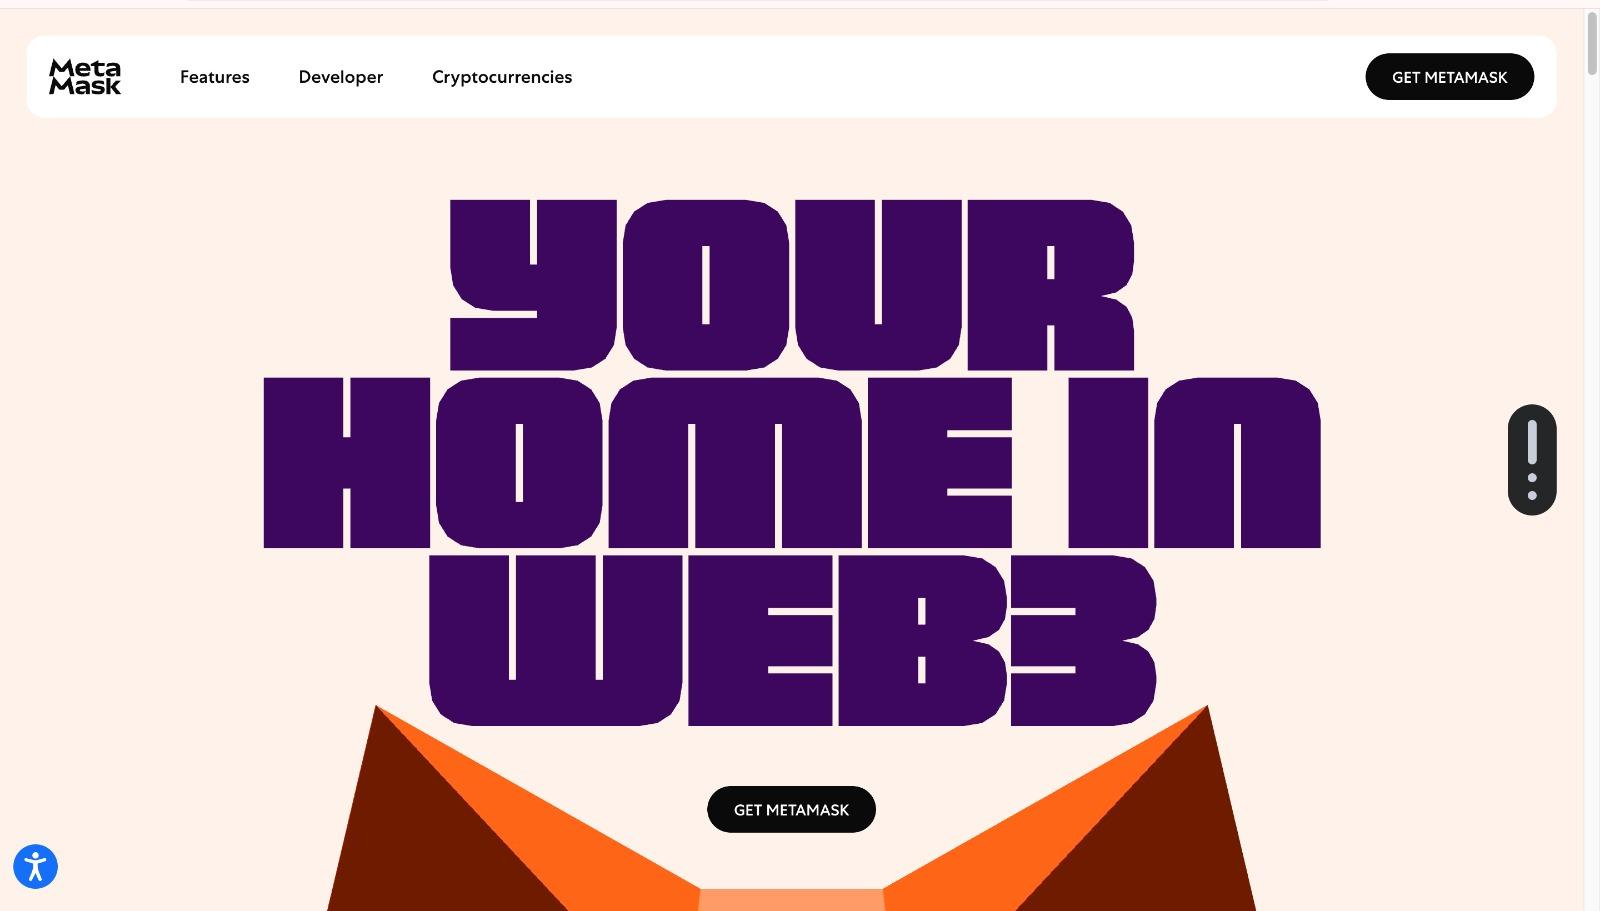 Meta
Mask
Features
Developer
Cryptocurrencies
GET METAMASK
YOUR
HOME IN
WEB3
GET METAMASK